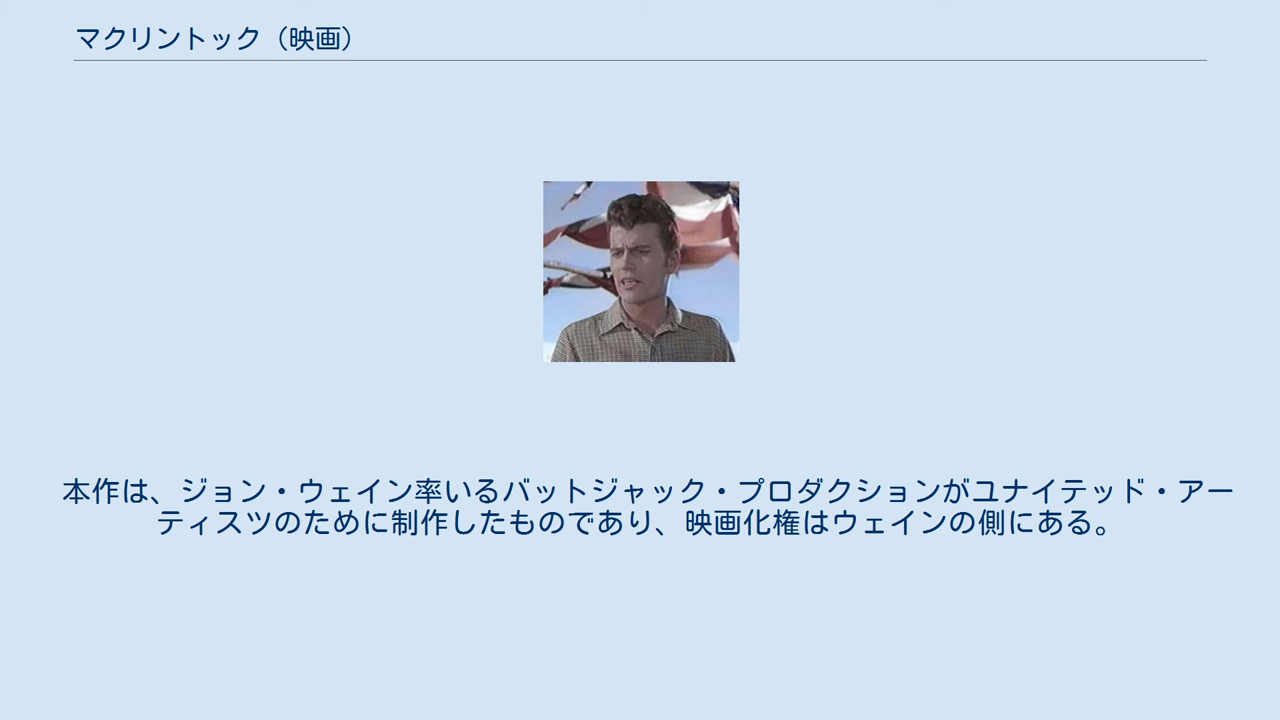 マクリントック（映画）
本作は、ジョン・ウェイン率いるバットジャック・プロダクションがユナイテッド・アー
ティスツのために制作したものであり、映画化権はウェインの側にある。